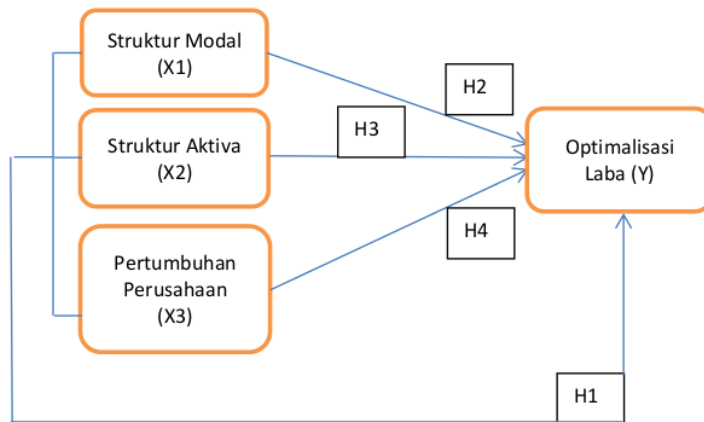 Struktur Modal
(X1)
H2
H3
Struktur Aktiva
(X2)
Optimalisasi
Laba (Y)
H4
Pertumbuhan
Perusahaan
(X3)
H1